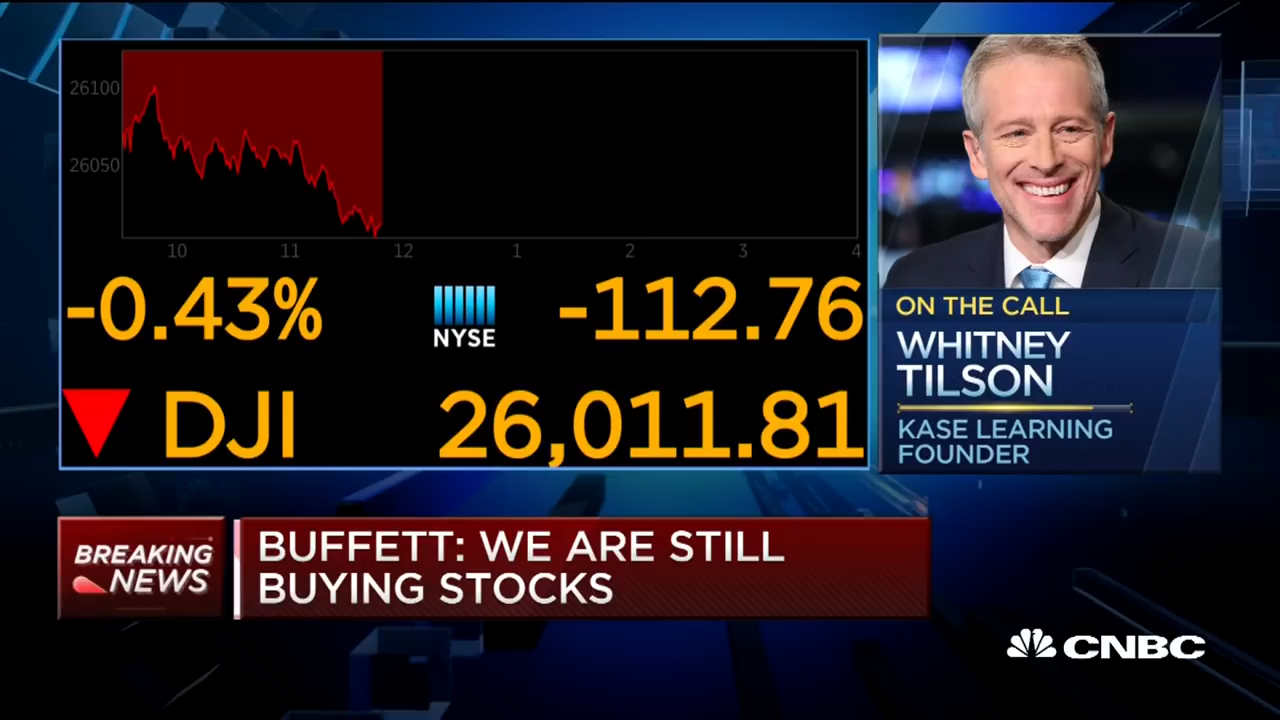 26100
26050
10 11 12 1 2 3 4
-0.43% NYSE -112.76
DJI 26,011.81
ON THE CALL
WHITNEY
TILSON
KASE LEARNING
FOUNDER
BREAKING
NEWS
BUFFETT: WE ARE STILL
BUYING STOCKS
CNBC